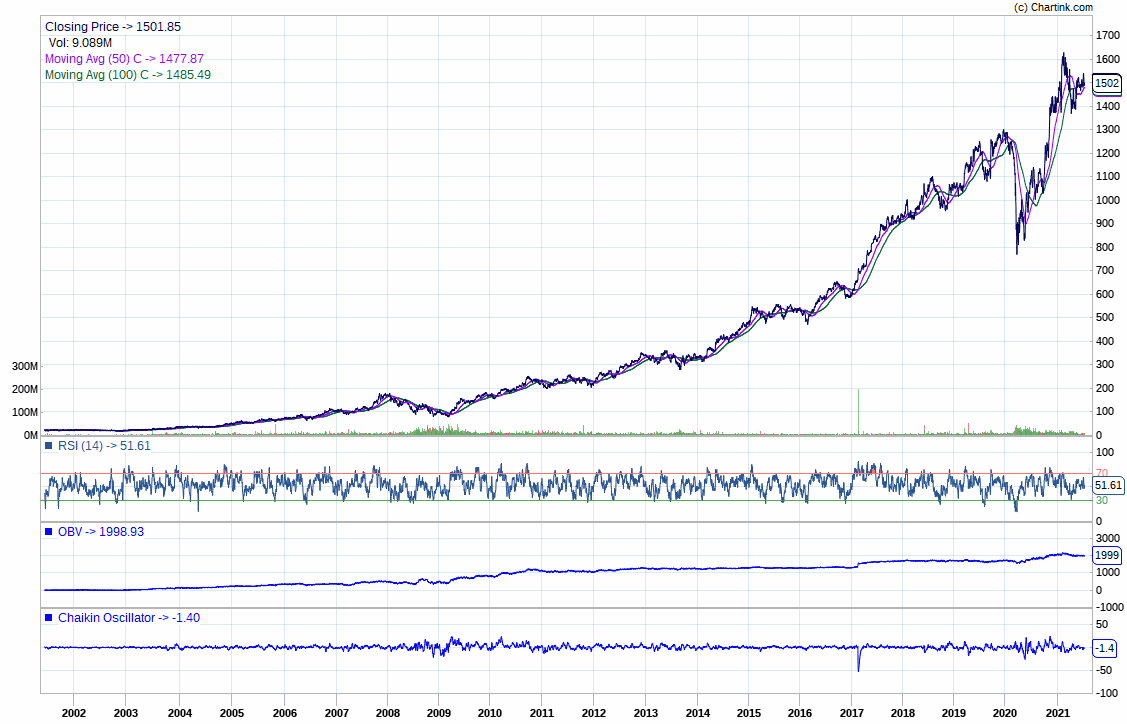 (c) Chartink.com
Closing Price -> 1501.85
Vol: 9.089M
Moving Avg (50) C -> 1477.87
Moving Avg (100) C -> 1485.49
1700
1600
1502
1400
1300
1200
1100
1000
900
800
700
600
500
400
300
200
100
0
300M
200M
100M
0M
RSI (14) -> 51.61
100
70
51.61
30
0
OBV -> 1998.93
3000
1999
1000
0
-1000
Chaikin Oscillator -> -1.40
50
-1.4
-50
-100
2002 2003 2004 2005 2006 2007 2008 2009 2010 2011 2012 2013 2014 2015 2016 2017 2018 2019 2020 2021